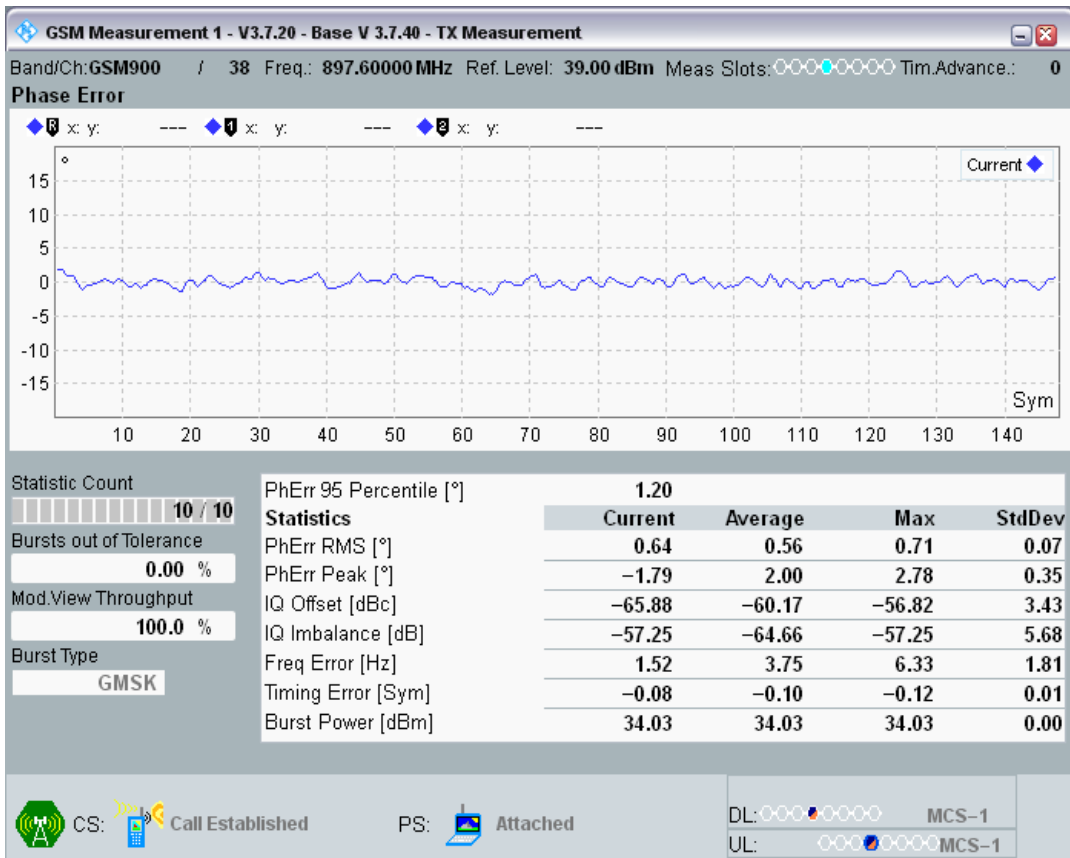 GSM Measurement 1 - V3.7.20 - Base V 3.7.40 - TX Measurement
Band/Ch:GSM900 / 38 Freq.: 897.60000 MHz Ref. Level: 39.00 dBm Meas Slots: Tim.Advance.: 0
Phase Error
R x: y: --- 1 x: y: --- 2 x: y: ---
° Current
15
10
5
0
-5
-10
-15
Sym
10 20 30 40 50 60 70 80 90 100 110 120 130 140
Statistic Count
10 / 10
Bursts out of Tolerance
0.00 %
Mod.View Throughput
100.0 %
Burst Type
GMSK
PhErr 95 Percentile [°] 1.20
Statistics Current Average Max StdDev
PhErr RMS [°] 0.64 0.56 0.71 0.07
PhErr Peak [°] −1.79 2.00 2.78 0.35
IQ Offset [dBc] −65.88 −60.17 −56.82 3.43
IQ Imbalance [dB] −57.25 −64.66 −57.25 5.68
Freq Error [Hz] 1.52 3.75 6.33 1.81
Timing Error [Sym] −0.08 −0.10 −0.12 0.01
Burst Power [dBm] 34.03 34.03 34.03 0.00
CS: Call Established PS: Attached
DL: MCS−1
UL: MCS−1